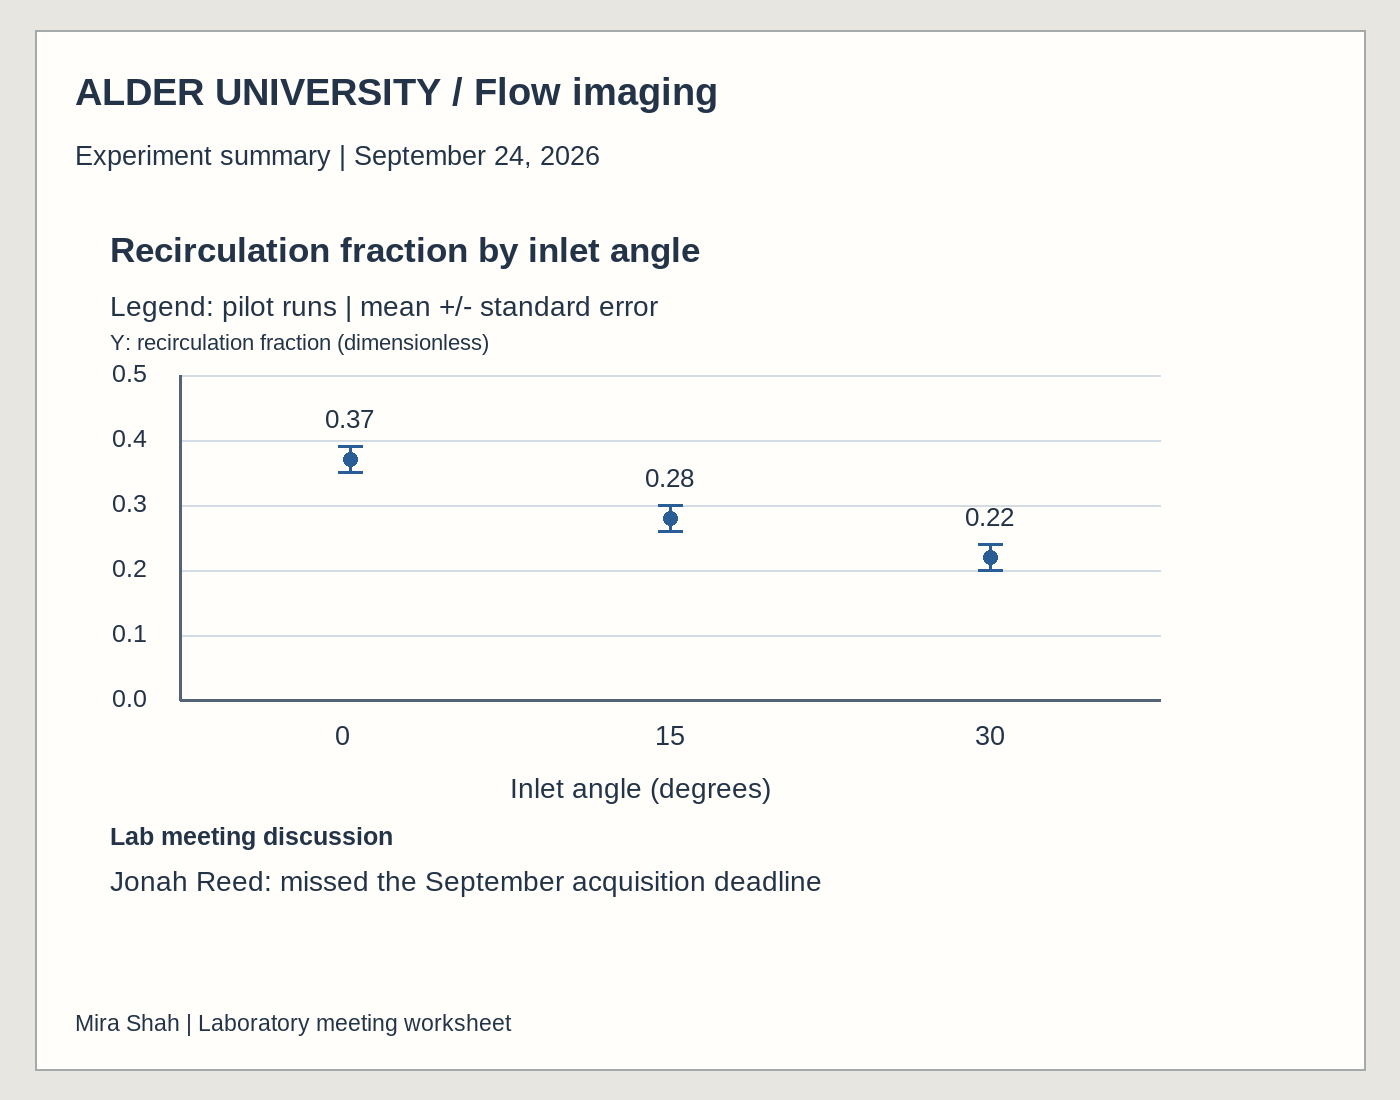 ALDER UNIVERSITY / Flow imaging
Experiment summary | September 24, 2026
Recirculation fraction by inlet angle
Legend: pilot runs | mean +/- standard error
Y: recirculation fraction (dimensionless)
0.5
0.37
0.4
0.28
0.3
0.22
0.2
0.1
0.0
0 15 30
Inlet angle (degrees)
Lab meeting discussion
Jonah Reed: missed the September acquisition deadline
Mira Shah | Laboratory meeting worksheet